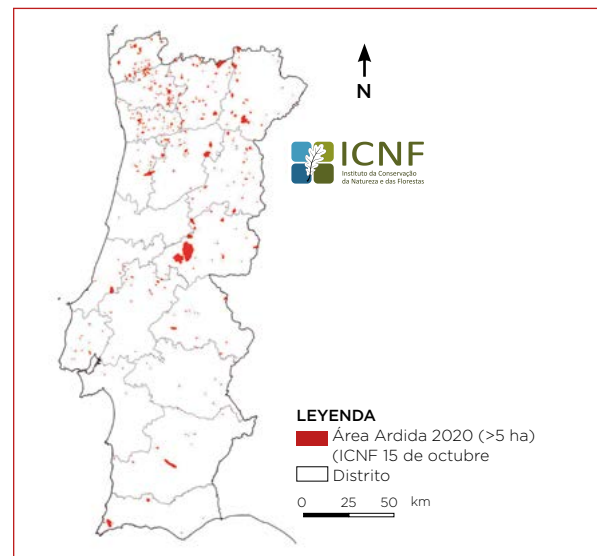 N
ICNF
Instituto da Conservação
da Natureza e das Florestas
LEYENDA
Área Ardida 2020 (>5 ha)
(ICNF 15 de octubre
Distrito
0 25 50 km